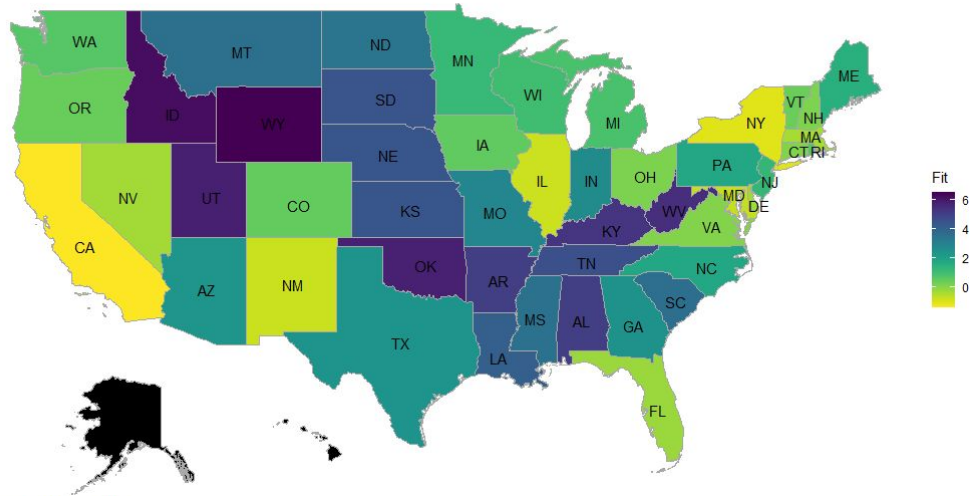 WA
MT
ND
MN
ME
OR
ID
WY
SD
WI
MI
NY
VT
NH
MA
CT RI
NV
UT
CO
NE
IA
IL
IN
OH
PA
NJ
MD
DE
CA
KS
MO
KY
WV
VA
AZ
NM
OK
AR
TN
NC
TX
LA
MS
AL
GA
SC
FL
Fit
6
4
2
0